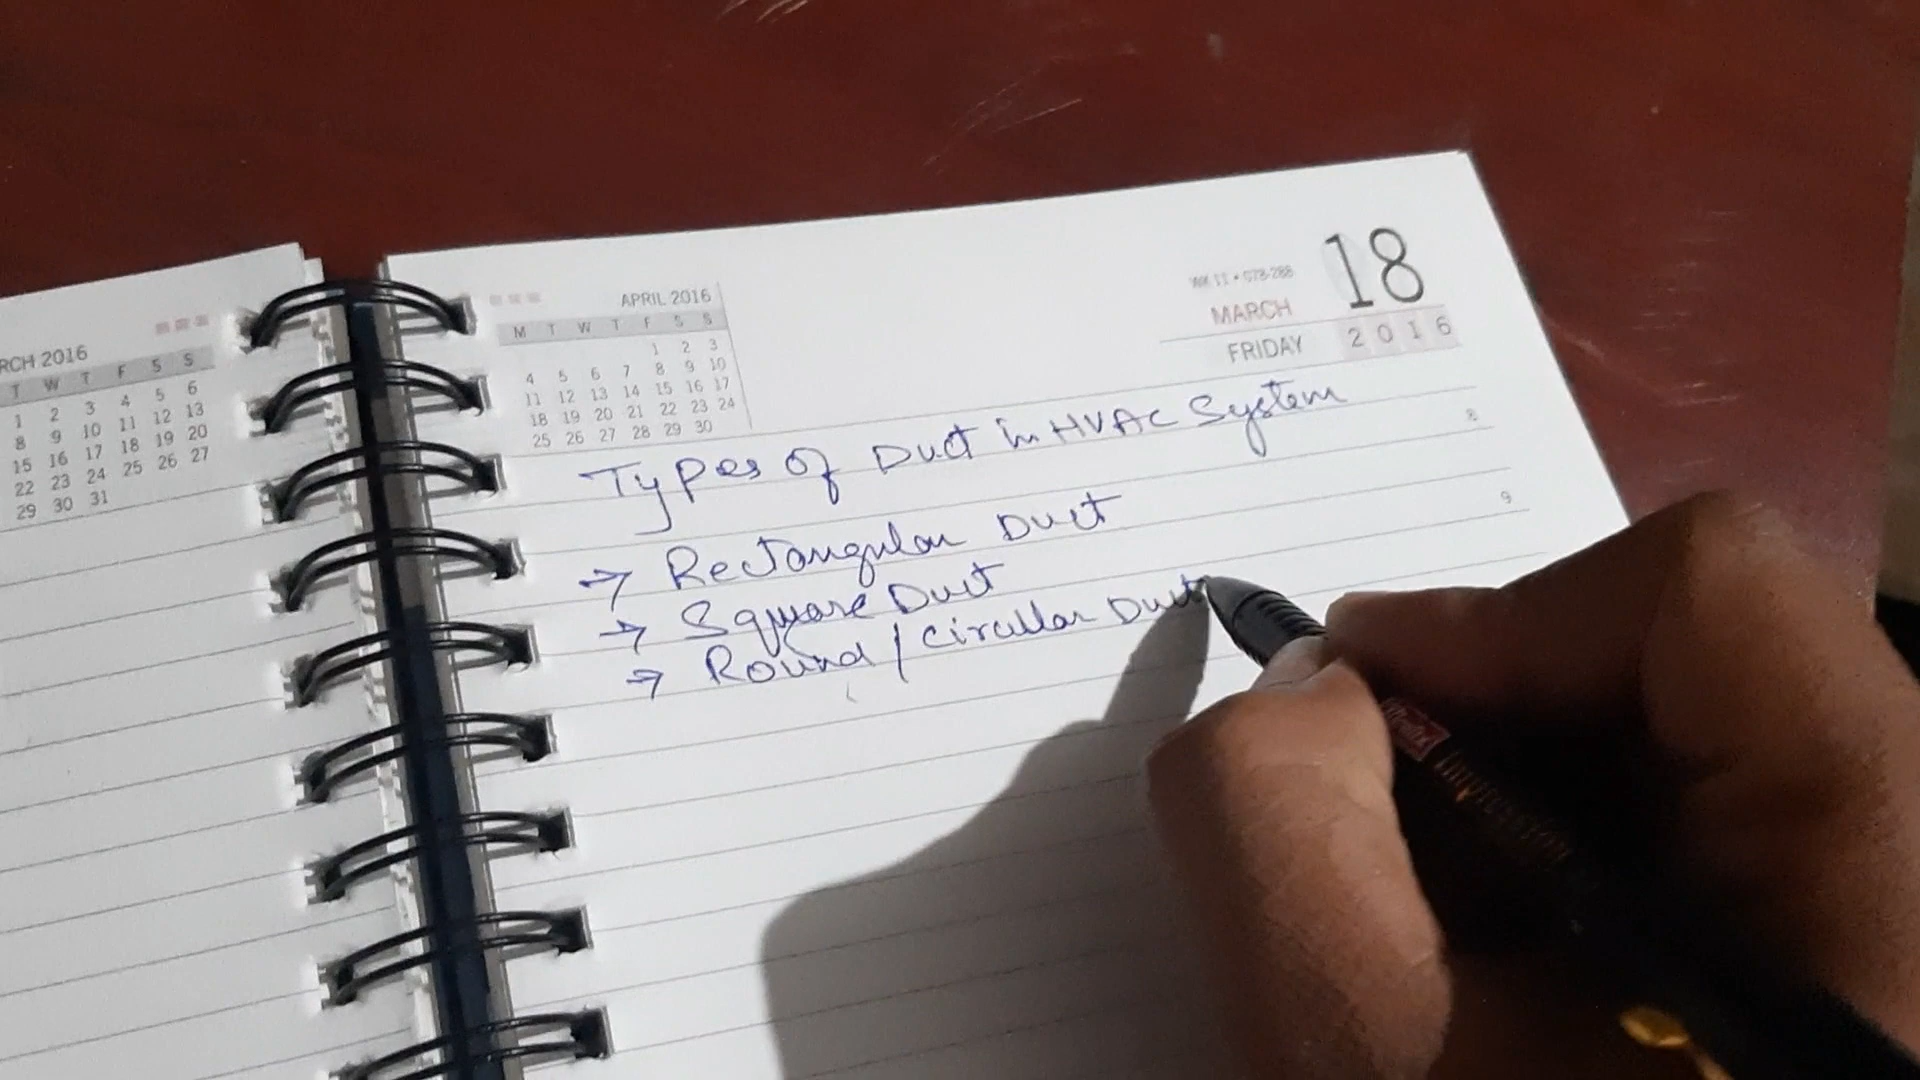 RCH 2016
T W T F S S
1 2 3 4 5 6
8 9 10 11 12 13
15 16 17 18 19 20
22 23 24 25 26 27
29 30 31
APRIL 2016
M T W T F S S
1 2 3
4 5 6 7 8 9 10
11 12 13 14 15 16 17
18 19 20 21 22 23 24
25 26 27 28 29 30
18
MARCH
FRIDAY
2016
Types of Duct in HVAC System
8
→ Rectangular Duct
9
→ Square Duct
→ Round / Circular Duct